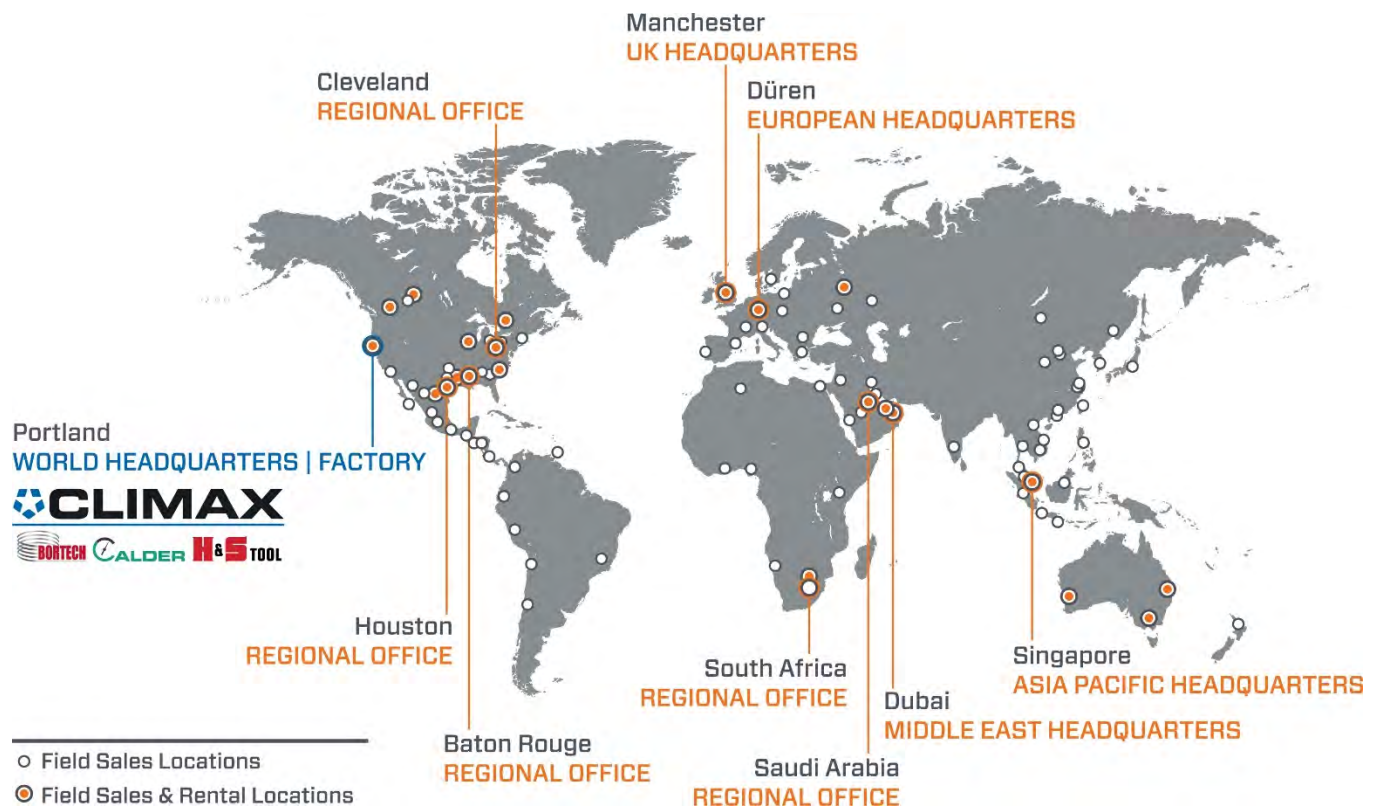 Manchester
UK HEADQUARTERS
Cleveland
REGIONAL OFFICE
Düren
EUROPEAN HEADQUARTERS
Portland
WORLD HEADQUARTERS | FACTORY
CLIMAX
BORTECH CALDER H&S TOOL
Houston
REGIONAL OFFICE
South Africa
REGIONAL OFFICE
Singapore
ASIA PACIFIC HEADQUARTERS
Dubai
MIDDLE EAST HEADQUARTERS
Baton Rouge
REGIONAL OFFICE
Saudi Arabia
REGIONAL OFFICE
Field Sales Locations
Field Sales & Rental Locations